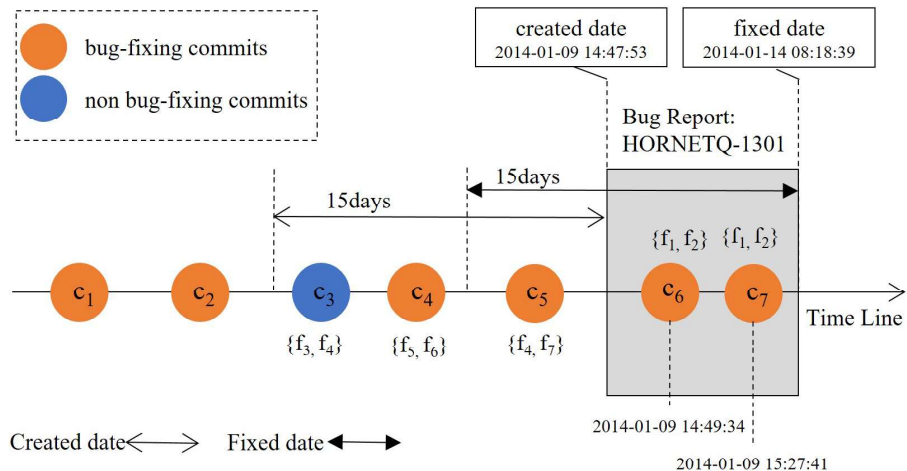 bug-fixing commits
non bug-fixing commits
created date
2014-01-09 14:47:53
fixed date
2014-01-14 08:18:39
Bug Report:
HORNETQ-1301
15days
15days
{f₁, f₂}
{f₁, f₂}
c₁
c₂
c₃
c₄
c₅
c₆
c₇
Time Line
{f₃, f₄}
{f₅, f₆}
{f₄, f₇}
2014-01-09 14:49:34
2014-01-09 15:27:41
Created date
Fixed date